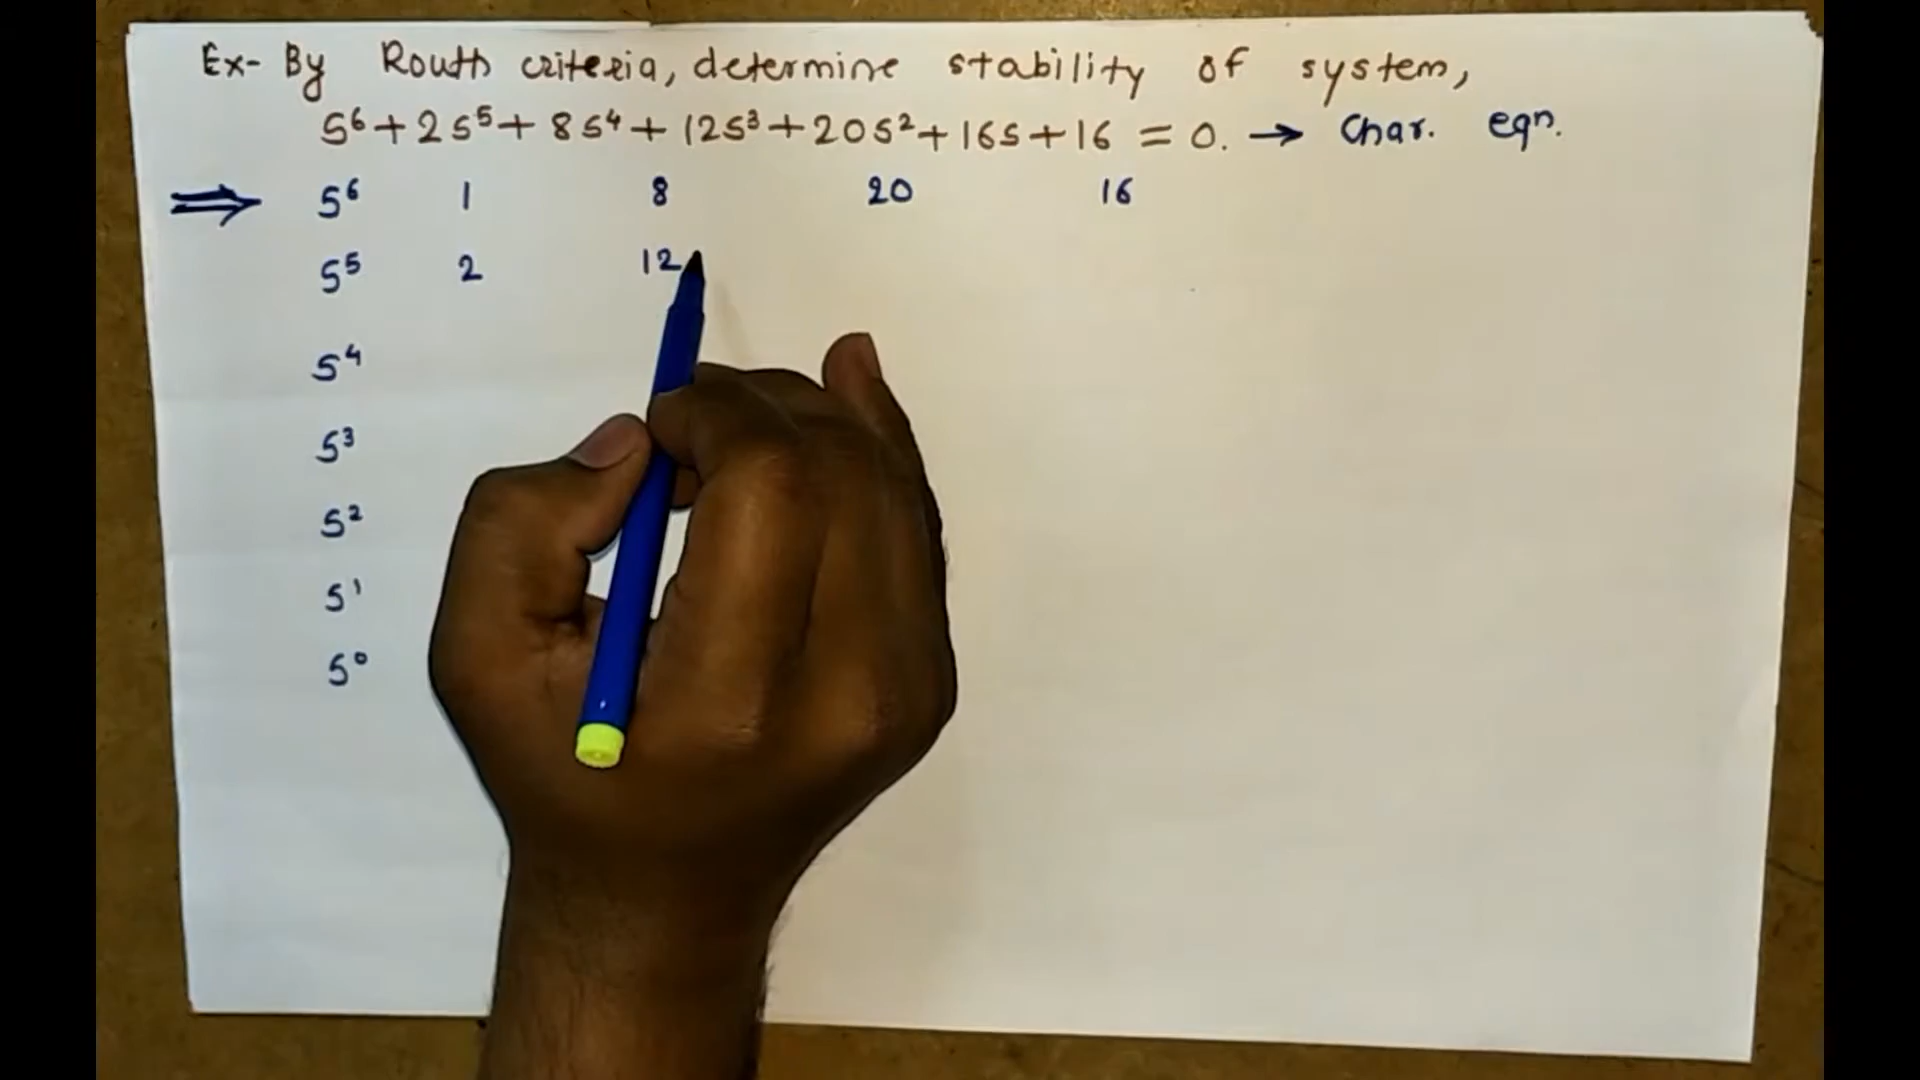 Ex- By Routh criteria, determine stability of system,
S⁶+2S⁵+8S⁴+12S³+20S²+16S+16 = 0. → Char. eqn.
⇒ S⁶ 1 8 20 16
S⁵ 2 12
S⁴
S³
S²
S¹
S⁰